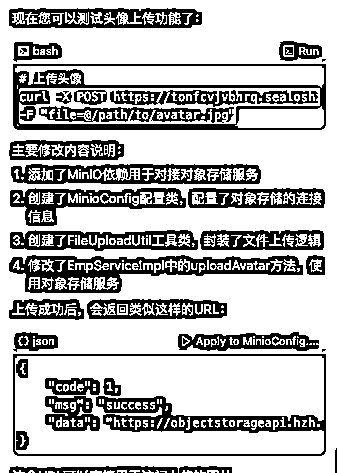 现在您可以测试头像上传功能了：
bash Run
# 上传头像
curl -X POST https://tonfcvjvbhrq.sealosh
-F "file=@/path/to/avatar.jpg"
主要修改内容说明：
1. 添加了MinIO依赖用于对接对象存储服务
2. 创建了MinioConfig配置类，配置了对象存储的连接
信息
3. 创建了FileUploadUtil工具类，封装了文件上传逻辑
4. 修改了EmpServiceImpl中的uploadAvatar方法，使
用对象存储服务
上传成功后，会返回类似这样的URL：
json Apply to MinioConfig....
{
"code": 1,
"msg": "success",
"data": "https://objectstorageapi.hzh.
}